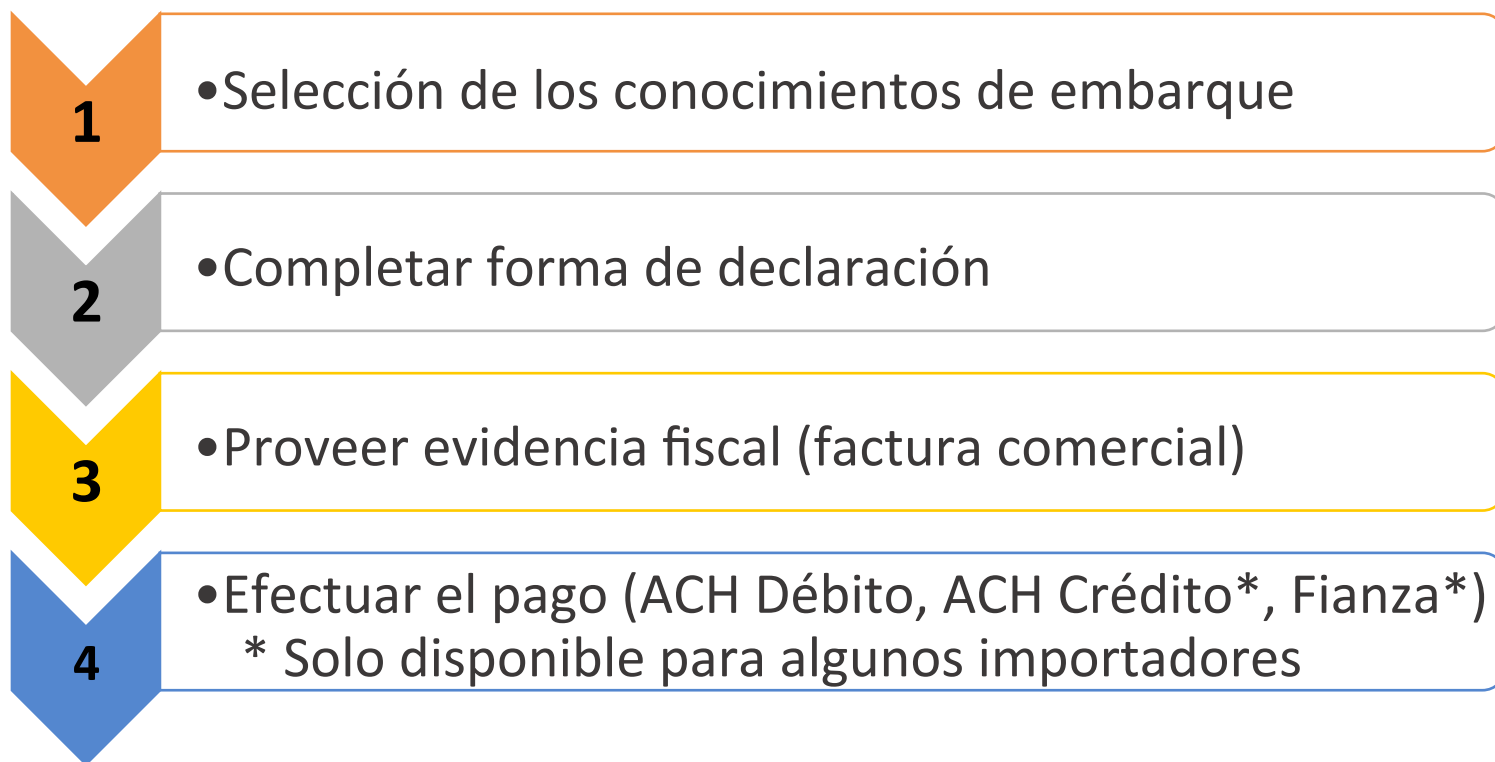 1
•Selección de los conocimientos de embarque
2
•Completar forma de declaración
3
•Proveer evidencia fiscal (factura comercial)
4
•Efectuar el pago (ACH Débito, ACH Crédito*, Fianza*)
* Solo disponible para algunos importadores